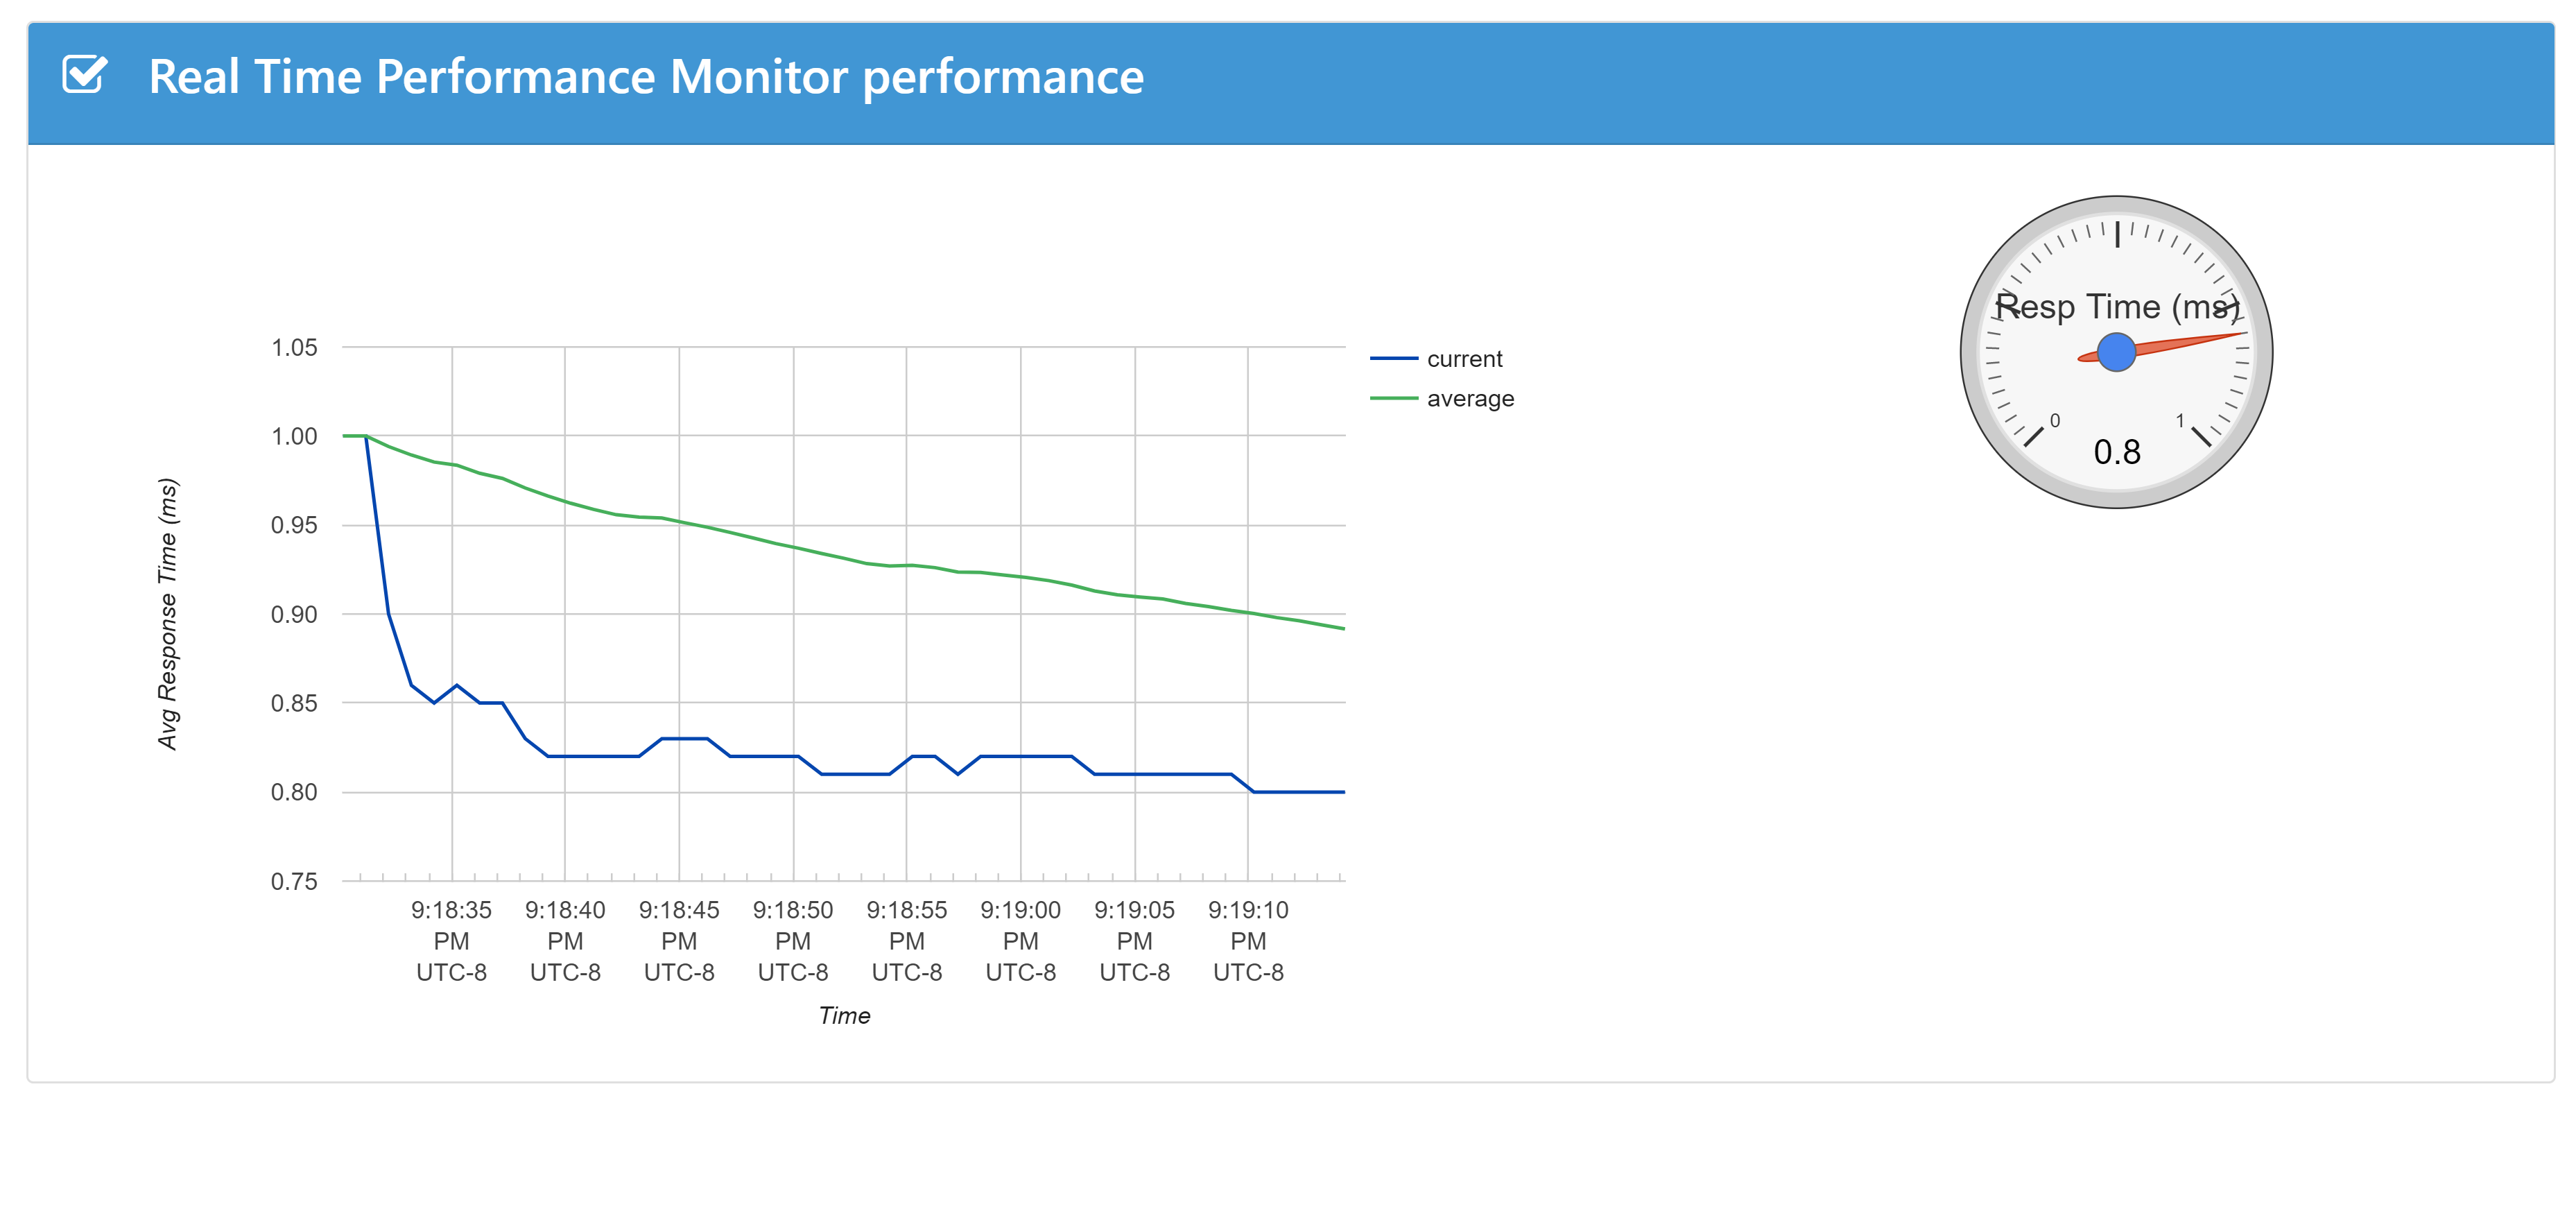 Real Time Performance Monitor performance
Resp Time (ms)
0
1
0.8
current
average
Avg Response Time (ms)
1.05
1.00
0.95
0.90
0.85
0.80
0.75
9:18:35
PM
UTC-8
9:18:40
PM
UTC-8
9:18:45
PM
UTC-8
9:18:50
PM
UTC-8
9:18:55
PM
UTC-8
9:19:00
PM
UTC-8
9:19:05
PM
UTC-8
9:19:10
PM
UTC-8
Time